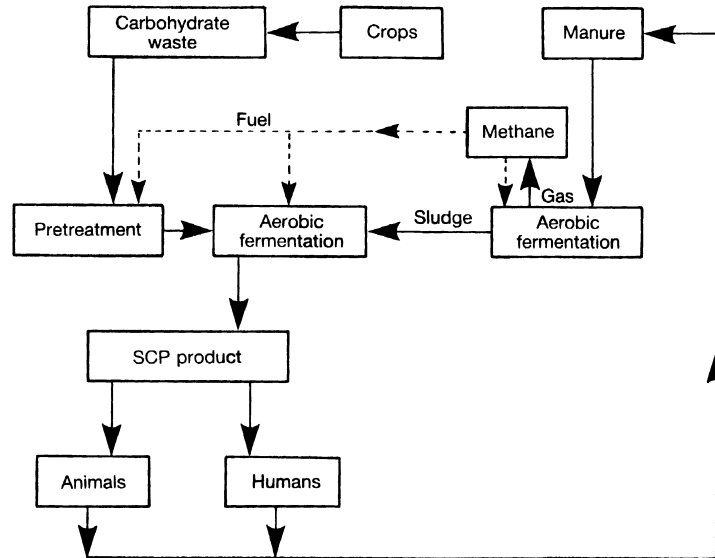 Carbohydrate
waste
Crops
Manure
Fuel
Methane
Gas
Pretreatment
Aerobic
fermentation
Sludge
Aerobic
fermentation
SCP product
Animals
Humans